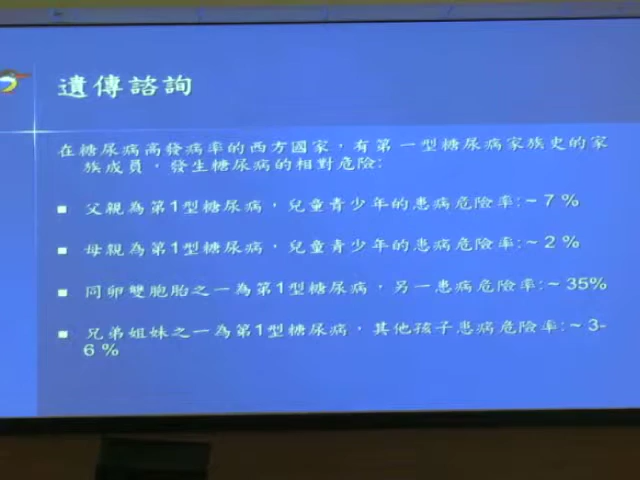 遺傳諮詢
在糖尿病高發病率的西方國家，有第一型糖尿病家族史的家
族成員，發生糖尿病的相對危險:
父親為第1型糖尿病，兒童青少年的患病危險率:~ 7 %
母親為第1型糖尿病，兒童青少年的患病危險率:~ 2 %
同卵雙胞胎之一為第1型糖尿病，另一患病危險率:~ 35%
兄弟姐妹之一為第1型糖尿病，其他孩子患病危險率:~ 3-
6 %